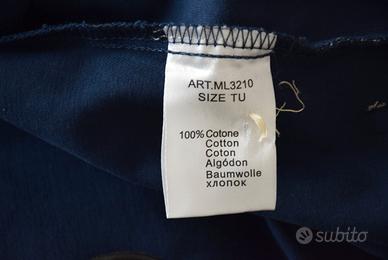 ART.ML3210
SIZE TU
100% Cotone
Cotton
Coton
Algódon
Baumwolle
хлопок
subito